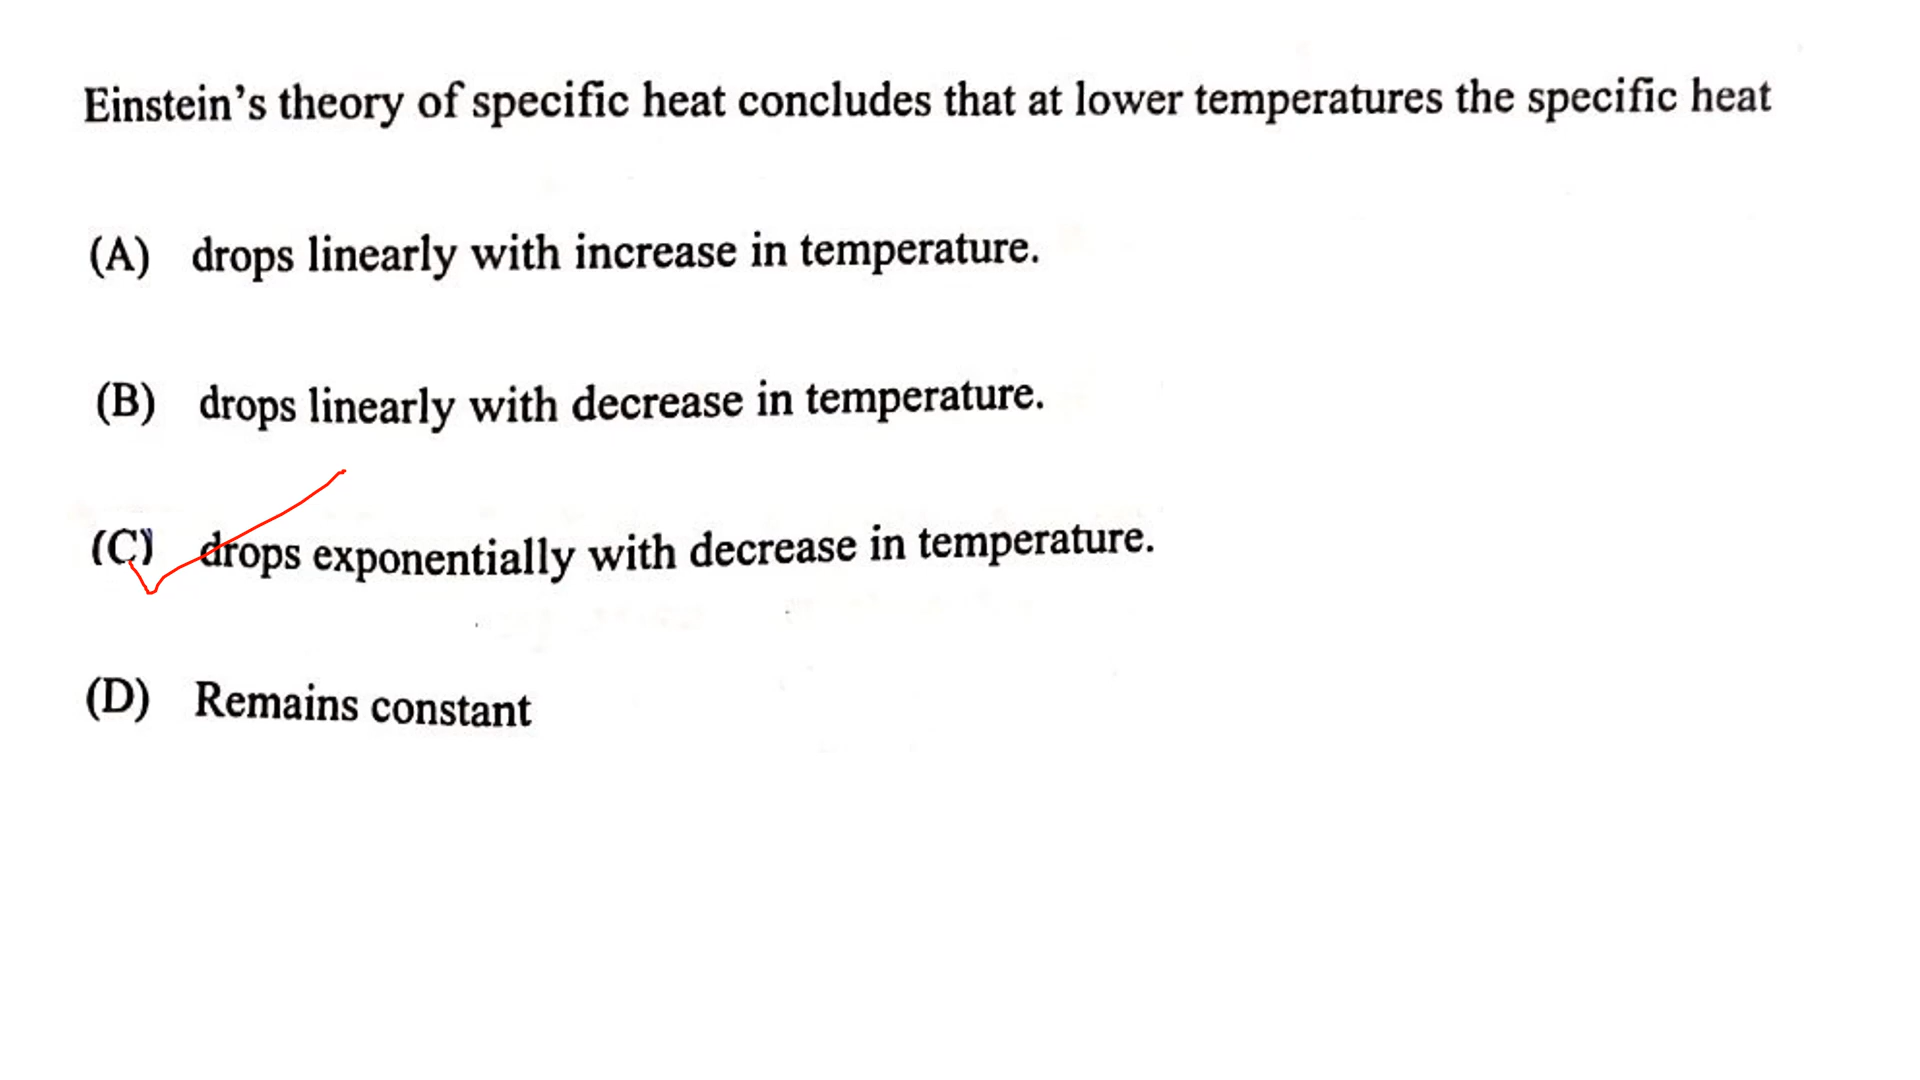 Einstein’s theory of specific heat concludes that at lower temperatures the specific heat
(A) drops linearly with increase in temperature.
(B) drops linearly with decrease in temperature.
(C) drops exponentially with decrease in temperature.
(D) Remains constant